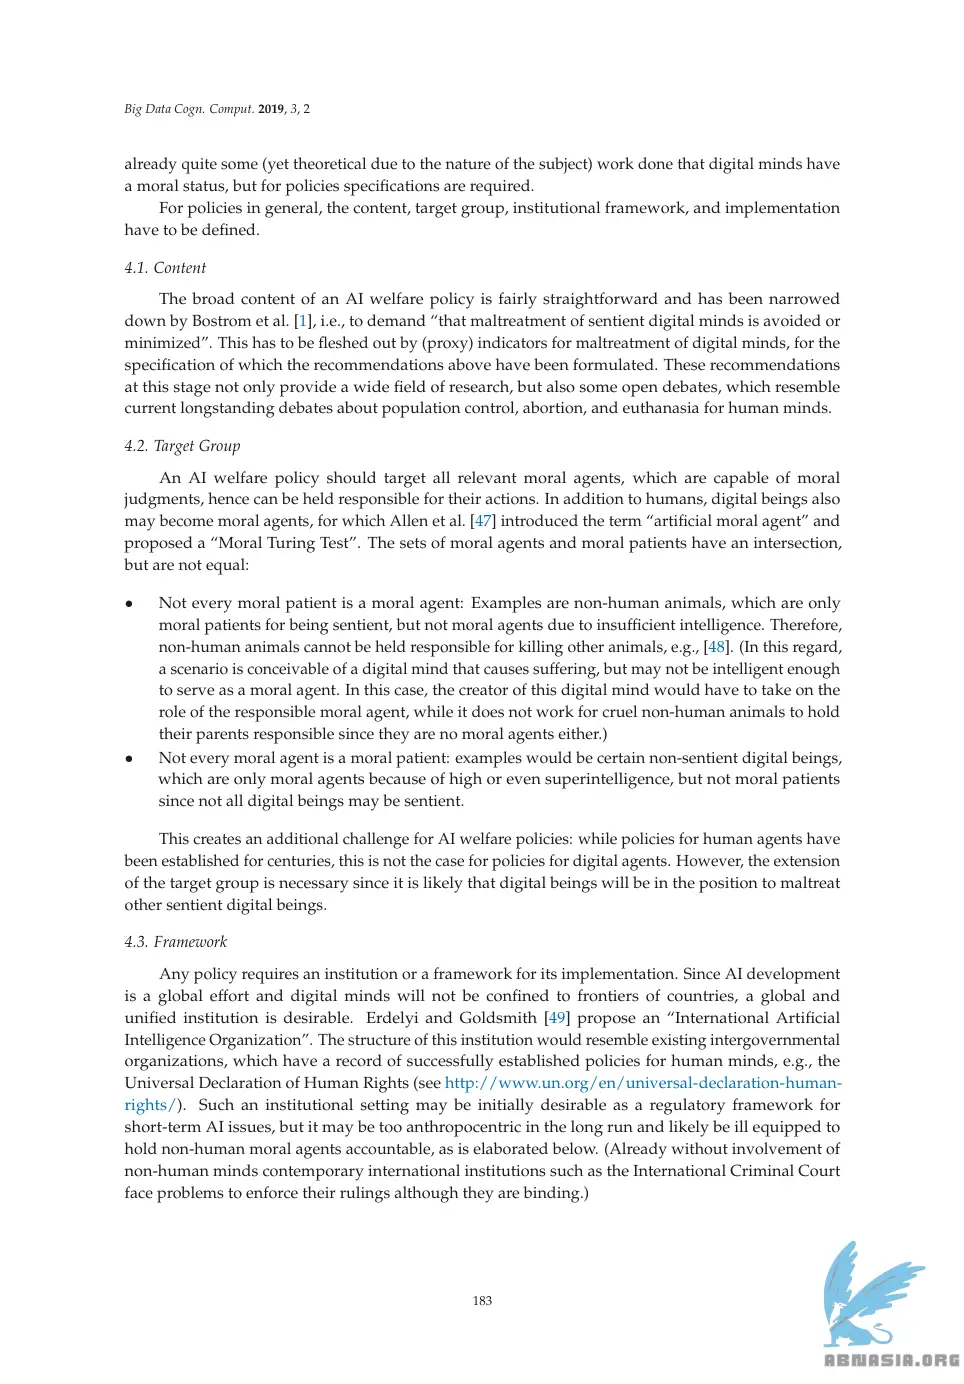 Big Data Cogn. Comput. 2019, 3, 2
already quite some (yet theoretical due to the nature of the subject) work done that digital minds have
a moral status, but for policies specifications are required.
For policies in general, the content, target group, institutional framework, and implementation
have to be defined.
4.1. Content
The broad content of an AI welfare policy is fairly straightforward and has been narrowed
down by Bostrom et al. [1], i.e., to demand “that maltreatment of sentient digital minds is avoided or
minimized”. This has to be fleshed out by (proxy) indicators for maltreatment of digital minds, for the
specification of which the recommendations above have been formulated. These recommendations
at this stage not only provide a wide field of research, but also some open debates, which resemble
current longstanding debates about population control, abortion, and euthanasia for human minds.
4.2. Target Group
An AI welfare policy should target all relevant moral agents, which are capable of moral
judgments, hence can be held responsible for their actions. In addition to humans, digital beings also
may become moral agents, for which Allen et al. [47] introduced the term “artificial moral agent” and
proposed a “Moral Turing Test”. The sets of moral agents and moral patients have an intersection,
but are not equal:
• Not every moral patient is a moral agent: Examples are non-human animals, which are only
moral patients for being sentient, but not moral agents due to insufficient intelligence. Therefore,
non-human animals cannot be held responsible for killing other animals, e.g., [48]. (In this regard,
a scenario is conceivable of a digital mind that causes suffering, but may not be intelligent enough
to serve as a moral agent. In this case, the creator of this digital mind would have to take on the
role of the responsible moral agent, while it does not work for cruel non-human animals to hold
their parents responsible since they are no moral agents either.)
• Not every moral agent is a moral patient: examples would be certain non-sentient digital beings,
which are only moral agents because of high or even superintelligence, but not moral patients
since not all digital beings may be sentient.
This creates an additional challenge for AI welfare policies: while policies for human agents have
been established for centuries, this is not the case for policies for digital agents. However, the extension
of the target group is necessary since it is likely that digital beings will be in the position to maltreat
other sentient digital beings.
4.3. Framework
Any policy requires an institution or a framework for its implementation. Since AI development
is a global effort and digital minds will not be confined to frontiers of countries, a global and
unified institution is desirable. Erdelyi and Goldsmith [49] propose an “International Artificial
Intelligence Organization”. The structure of this institution would resemble existing intergovernmental
organizations, which have a record of successfully established policies for human minds, e.g., the
Universal Declaration of Human Rights (see http://www.un.org/en/universal-declaration-human-
rights/). Such an institutional setting may be initially desirable as a regulatory framework for
short-term AI issues, but it may be too anthropocentric in the long run and likely be ill equipped to
hold non-human moral agents accountable, as is elaborated below. (Already without involvement of
non-human minds contemporary international institutions such as the International Criminal Court
face problems to enforce their rulings although they are binding.)
183
ABNASIA.ORG